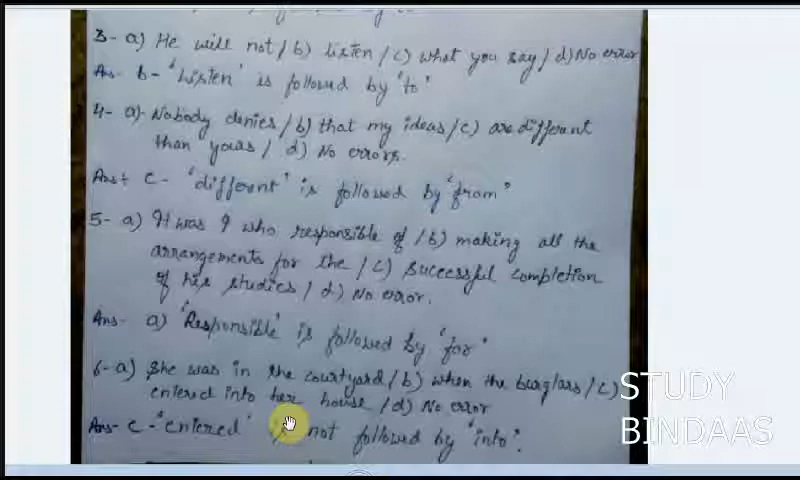 3- a) He will not / b) listen / c) what you say / d) No error
Ans- b- "Listen" is followed by "to"
4- a)- Nobody denies / b) that my ideas / c) are different
than yours / d) No errors.
Ans+ c- "different" is followed by "from"
5- a) It was I who responsible of / b) making all the
arrangements for the / c) successful completion
of his studies / d) No error.
Ans- a) "Responsible" is followed by "for"
6- a) She was in the courtyard / b) when the burglars / c)
entered into her house / d) No error
Ans- c- "entered" is not followed by "into".
STUDY
BINDAAS